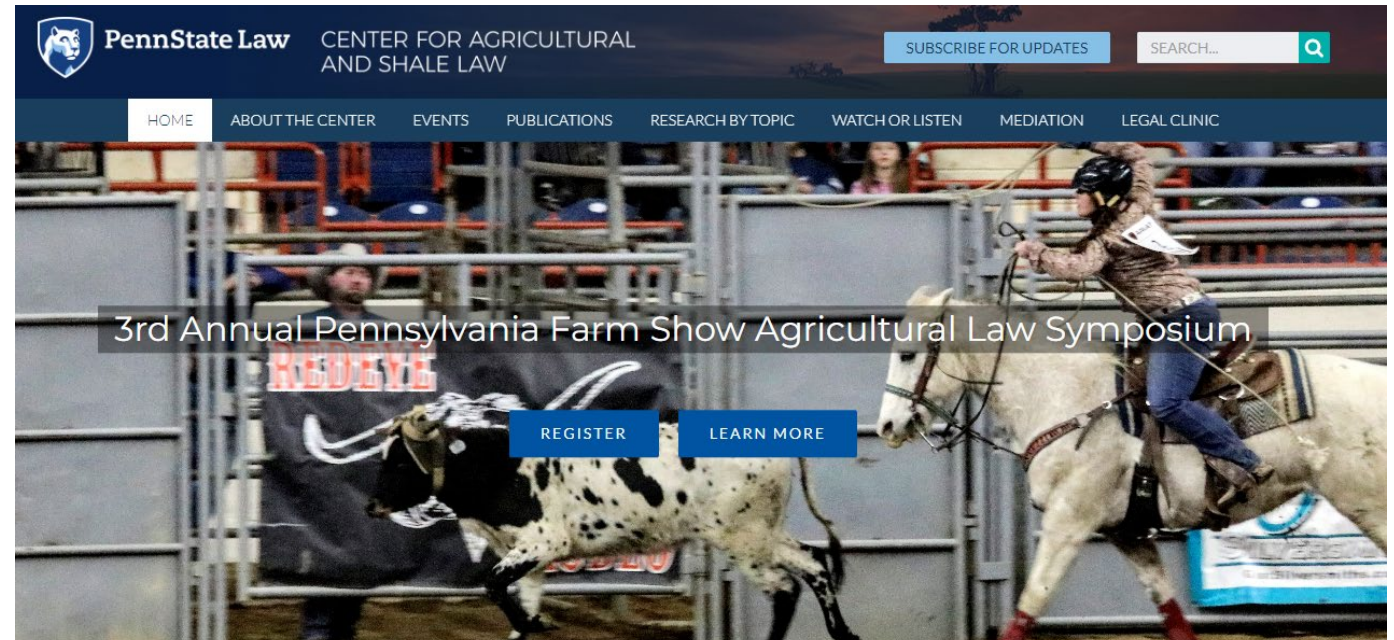 PennState Law
CENTER FOR AGRICULTURAL
AND SHALE LAW
SUBSCRIBE FOR UPDATES
SEARCH...
HOME
ABOUT THE CENTER
EVENTS
PUBLICATIONS
RESEARCH BY TOPIC
WATCH OR LISTEN
MEDIATION
LEGAL CLINIC
3rd Annual Pennsylvania Farm Show Agricultural Law Symposium
REDEYE
REGISTER
LEARN MORE